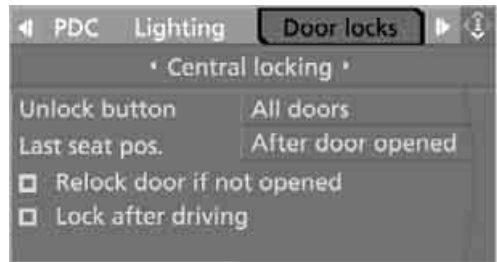 PDC Lighting Door locks
Central locking
Unlock button All doors
Last seat pos. After door opened
Relock door if not opened
Lock after driving